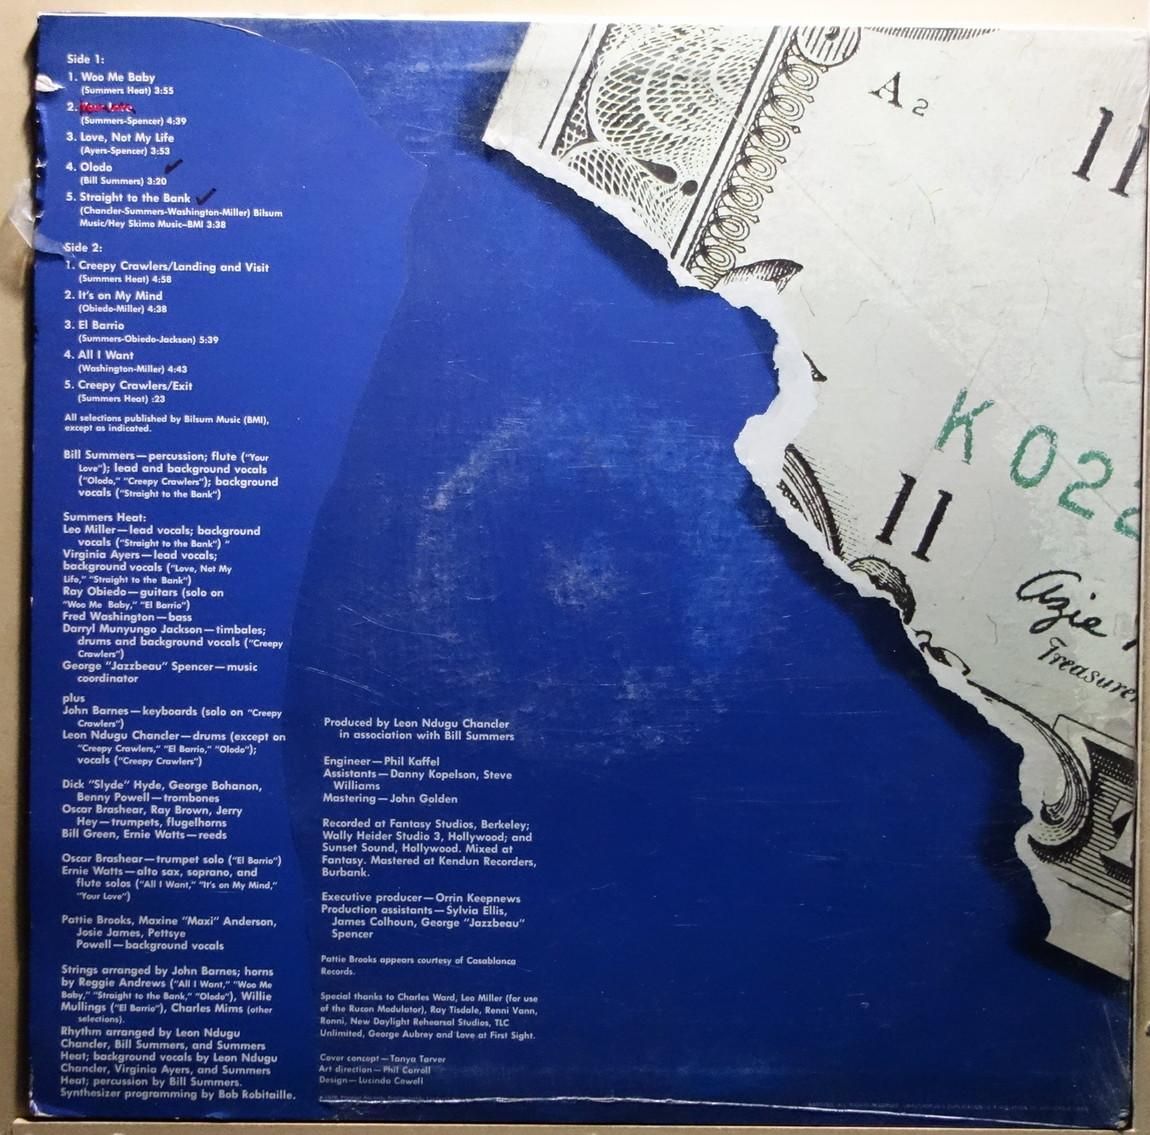 Side 1:
1. Woo Me Baby
(Summers Heat) 3:55
2. Your Love
(Summers-Spencer) 4:39
3. Love, Not My Life
(Ayers-Spencer) 3:53
4. Olodo
(Bill Summers) 3:20
5. Straight to the Bank
(Chancler-Summers-Washington-Miller) Bilsum
Music/Hey Skimo Music–BMI 3:38
Side 2:
1. Creepy Crawlers/Landing and Visit
(Summers Heat) 4:58
2. It's on My Mind
(Obiedo-Miller) 4:38
3. El Barrio
(Summers-Obiedo-Jackson) 5:39
4. All I Want
(Washington-Miller) 4:43
5. Creepy Crawlers/Exit
(Summers Heat) :23
All selections published by Bilsum Music (BMI),
except as indicated.
Bill Summers—percussion; flute ("Your
Love"); lead and background vocals
("Olodo," "Creepy Crawlers"); background
vocals ("Straight to the Bank")
Summers Heat:
Leo Miller—lead vocals; background
vocals ("Straight to the Bank") "
Virginia Ayers—lead vocals;
background vocals ("Love, Not My
Life," "Straight to the Bank")
Ray Obiedo—guitars (solo on
"Woo Me Baby," "El Barrio")
Fred Washington—bass
Darryl Munyungo Jackson—timbales;
drums and background vocals ("Creepy
Crawlers")
George "Jazzbeau" Spencer—music
coordinator
plus
John Barnes—keyboards (solo on "Creepy
Crawlers")
Leon Ndugu Chancler—drums (except on
"Creepy Crawlers," "El Barrio," "Olodo");
vocals ("Creepy Crawlers")
Dick "Slyde" Hyde, George Bohanon,
Benny Powell—trombones
Oscar Brashear, Ray Brown, Jerry
Hey—trumpets, flugelhorns
Bill Green, Ernie Watts—reeds
Oscar Brashear—trumpet solo ("El Barrio")
Ernie Watts—alto sax, soprano, and
flute solos ("All I Want," "It's on My Mind,"
"Your Love")
Pattie Brooks, Maxine "Maxi" Anderson,
Josie James, Pettsye
Powell—background vocals
Strings arranged by John Barnes; horns
by Reggie Andrews ("All I Want," "Woo Me
Baby," "Straight to the Bank," "Olodo"), Willie
Mullings ("El Barrio"), Charles Mims (other
selections).
Rhythm arranged by Leon Ndugu
Chancler, Bill Summers, and Summers
Heat; background vocals by Leon Ndugu
Chancler, Virginia Ayers, and Summers
Heat; percussion by Bill Summers.
Synthesizer programming by Bob Robitaille.
Produced by Leon Ndugu Chancler
in association with Bill Summers
Engineer—Phil Kaffel
Assistants—Danny Kopelson, Steve
Williams
Mastering—John Golden
Recorded at Fantasy Studios, Berkeley;
Wally Heider Studio 3, Hollywood; and
Sunset Sound, Hollywood. Mixed at
Fantasy. Mastered at Kendun Recorders,
Burbank.
Executive producer—Orrin Keepnews
Production assistants—Sylvia Ellis,
James Colhoun, George "Jazzbeau"
Spencer
Pattie Brooks appears courtesy of Casablanca
Records.
Special thanks to Charles Ward, Leo Miller (for use
of the Rucon Modulator), Ray Tisdale, Renni Vann,
Ronni, New Daylight Rehearsal Studios, TLC
Unlimited, George Aubrey and Love at First Sight.
Cover concept—Tanya Tarver
Art direction—Phil Carroll
Design—Lucinda Cowell
A2
11
K 022
11
Azie
Treasurer